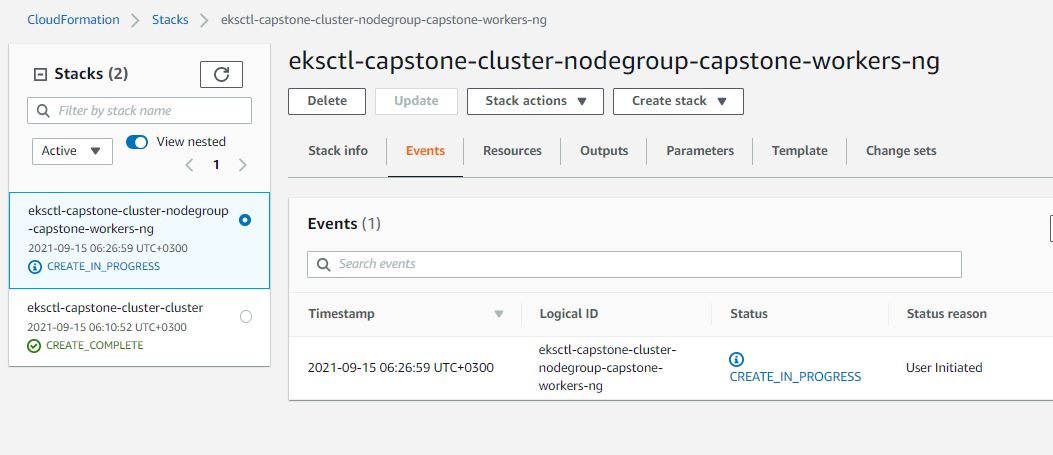 CloudFormation > Stacks > eksctl-capstone-cluster-nodegroup-capstone-workers-ng
Stacks (2)
Filter by stack name
Active
View nested
1
eksctl-capstone-cluster-nodegroup
-capstone-workers-ng
2021-09-15 06:26:59 UTC+0300
CREATE_IN_PROGRESS
eksctl-capstone-cluster-cluster
2021-09-15 06:10:52 UTC+0300
CREATE_COMPLETE
eksctl-capstone-cluster-nodegroup-capstone-workers-ng
Delete Update Stack actions Create stack
Stack info Events Resources Outputs Parameters Template Change sets
Events (1)
Search events
Timestamp Logical ID Status Status reason
2021-09-15 06:26:59 UTC+0300
eksctl-capstone-cluster-
nodegroup-capstone-
workers-ng
CREATE_IN_PROGRESS
User Initiated